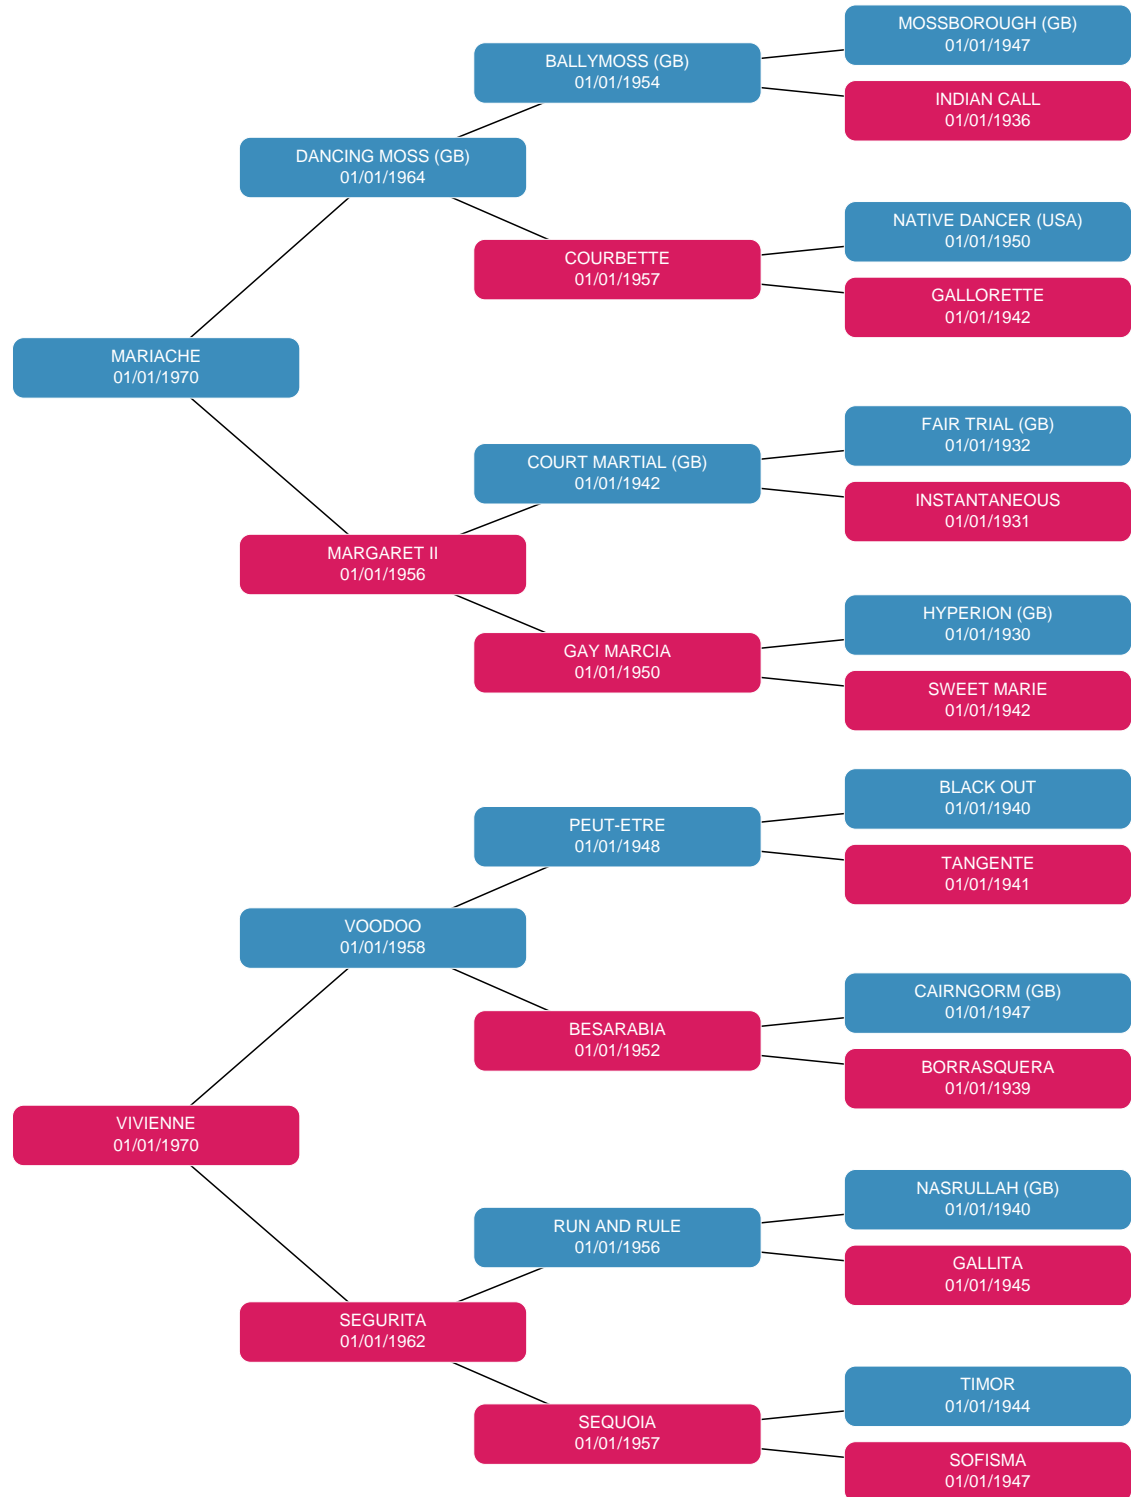 MOSSBOROUGH (GB)
01/01/1947
BALLYMOSS (GB)
01/01/1954
INDIAN CALL
01/01/1936
DANCING MOSS (GB)
01/01/1964
NATIVE DANCER (USA)
01/01/1950
COURBETTE
01/01/1957
GALLORETTE
01/01/1942
MARIACHE
01/01/1970
FAIR TRIAL (GB)
01/01/1932
COURT MARTIAL (GB)
01/01/1942
INSTANTANEOUS
01/01/1931
MARGARET II
01/01/1956
HYPERION (GB)
01/01/1930
GAY MARCIA
01/01/1950
SWEET MARIE
01/01/1942
BLACK OUT
01/01/1940
PEUT-ETRE
01/01/1948
TANGENTE
01/01/1941
VOODOO
01/01/1958
CAIRNGORM (GB)
01/01/1947
BESARABIA
01/01/1952
BORRASQUERA
01/01/1939
VIVIENNE
01/01/1970
NASRULLAH (GB)
01/01/1940
RUN AND RULE
01/01/1956
GALLITA
01/01/1945
SEGURITA
01/01/1962
TIMOR
01/01/1944
SEQUOIA
01/01/1957
SOFISMA
01/01/1947